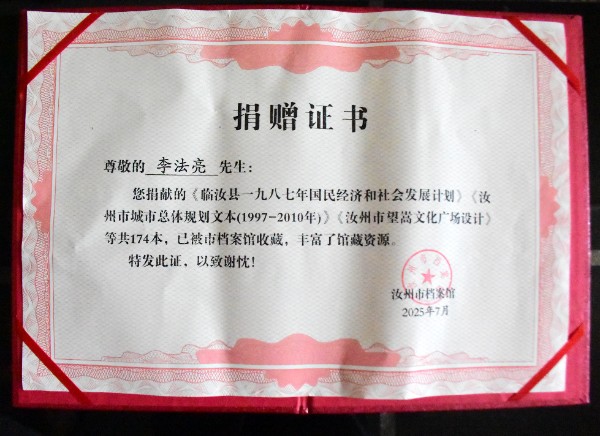 捐赠证书
尊敬的 李法亮 先生：
您捐献的《临汝县一九八七年国民经济和社会发展计划》《汝
州市城市总体规划文本(1997-2010年)》《汝州市望嵩文化广场设计》
等共174本，已被市档案馆收藏，丰富了馆藏资源。
特发此证，以致谢忱！
汝州市档案馆
2025年7月